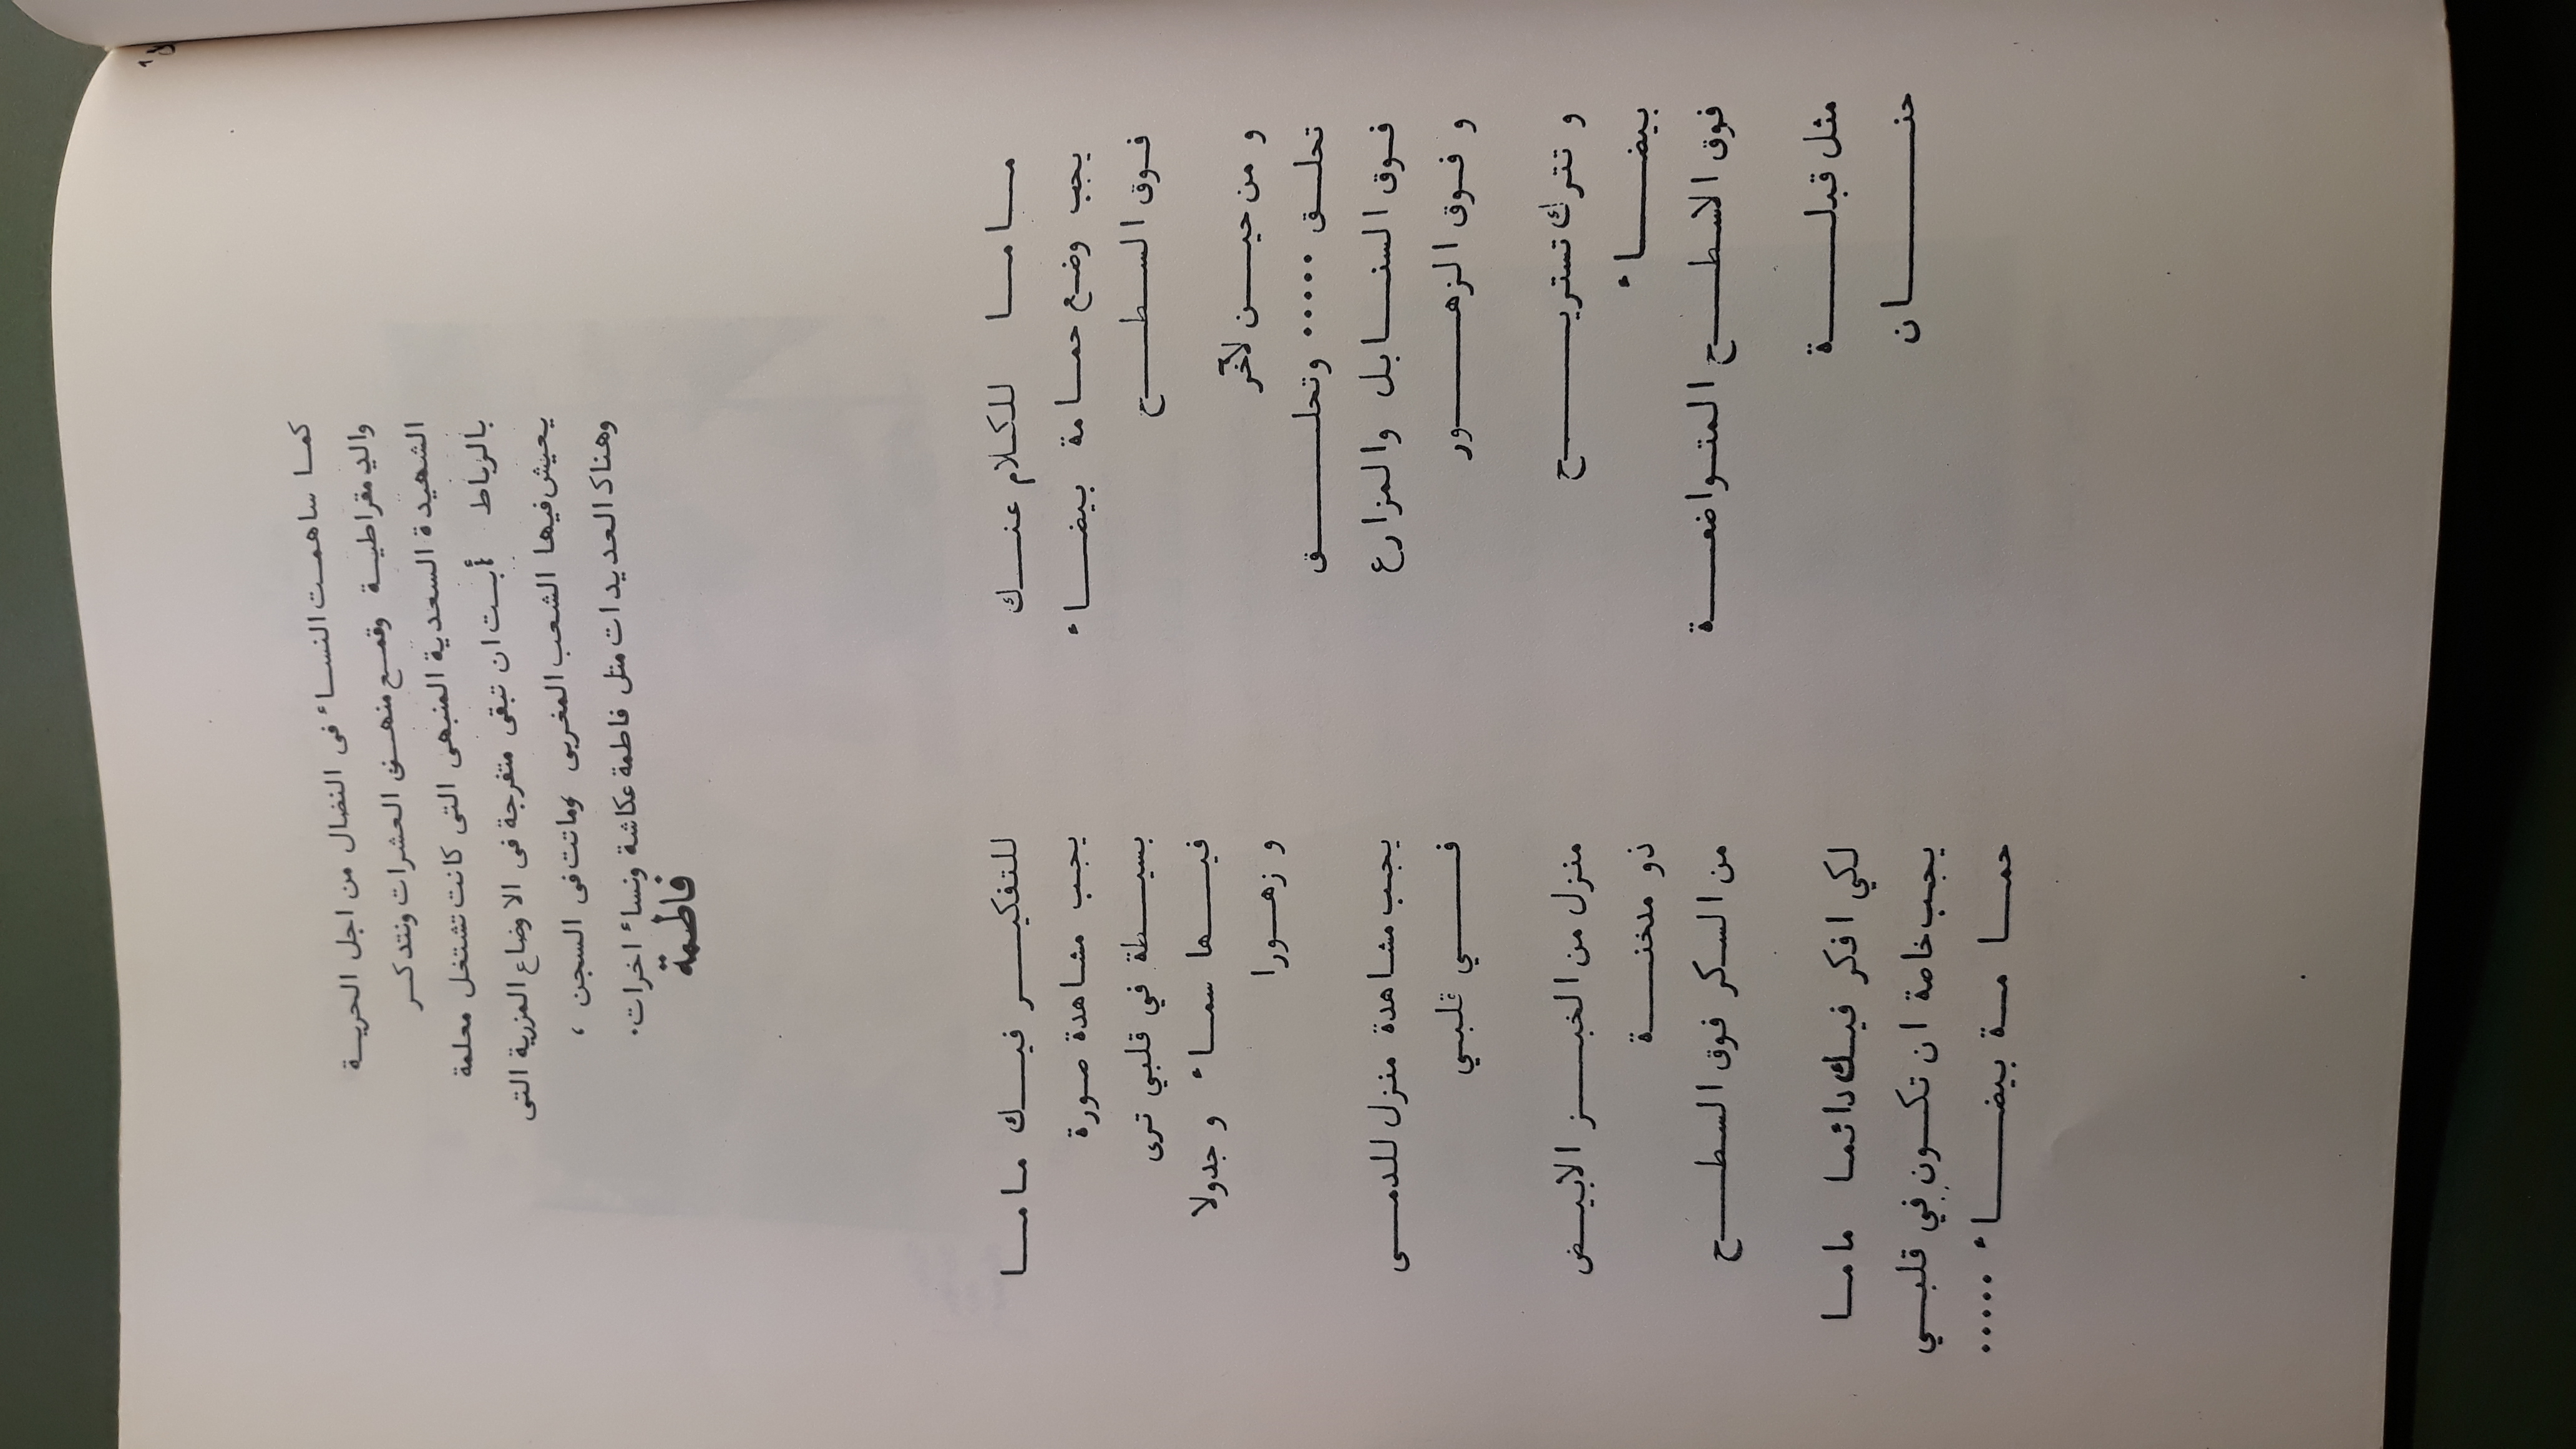 كما ساهمت النساء فى النضال من اجل الحرية
والد مقراطية وقمع منهن العشرات ونتدكر
الشهيدة السعدية المنبهى التى كانت تشتغل معلمة
بالرباط أبت ان تبقى متفرجة فى الاوضاع المزرية التى
يعيش فيها الشعب المغربى وماتت فى السجن ،
وهناك العديدات متل فاطمة عكاشة ونساء اخرات.
فاطمة
ماما للكلام عنك
يجب وضع حمامة بيضاء
فوق السطح
و من حين لآخر
تحلق ..... وتحلق
فوق السنابل والمزارع
و فوق الزهور
و تترك تستريح
بيضاء
فوق الاسطح المتواضعة
مثل قبلة
حنان
للتفكير فيك ماما
يجب مشاهدة صورة
بسيطة في قلبي ترى
فيها سماء و جدولا
و زهورا
يجب مشاهدة منزل للدمى
في قلبي
منزل من الخبز الابيض
ذو مدخنة
من السكر فوق السطح
لكي افكر فيك دائما ماما
يجب خاصة ان تكون في قلبي
حمامة بيضاء .....